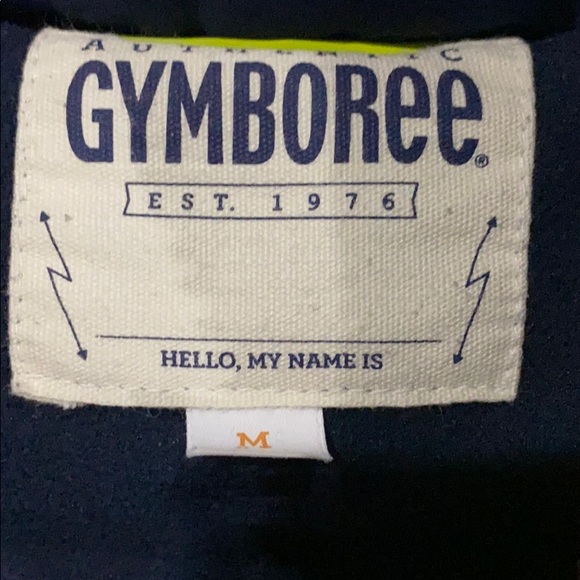 AUTHENTIC
GYMBOREE®
EST. 1976
HELLO, MY NAME IS
M